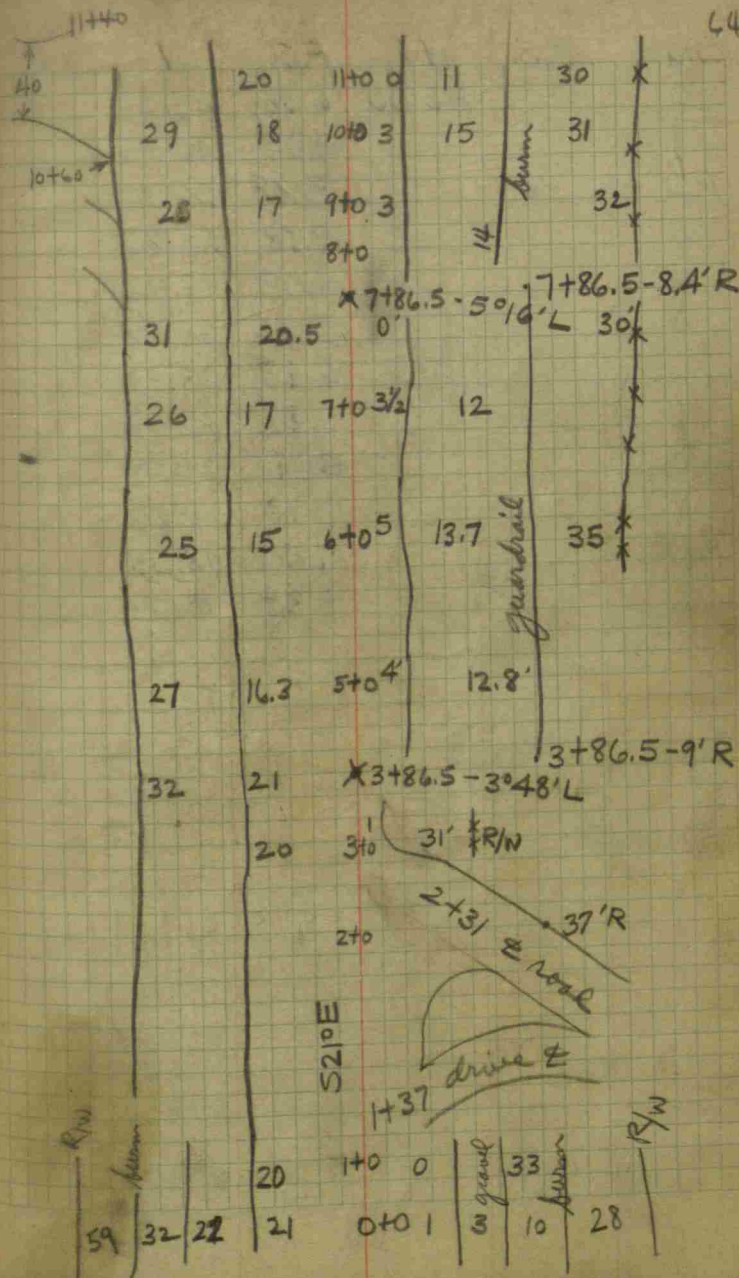 11+40
64
40
20 11+0 0 11 30
29 18 10+0 3 15 31
10+60
burm
28 17 9+0 3 32
8+0
14
7+86.5 - 5°16'L
7+86.5-8.4'R
31 20.5 0' 30'
26 17 7+0 3½ 12
25 15 6+0 5 13.7 35
guardrail
27 16.3 5+0 4' 12.8'
3+86.5-9'R
32 21 3+86.5 - 3°48'L
20 3+0 1 31' R/W
2+31
37'R
2+0
℄ road
S21°E
drive ℄
1+37
R/W
burm
R/W
20 1+0 0 gravel 33 burm
59 32 22 21 0+0 1 3 10 28